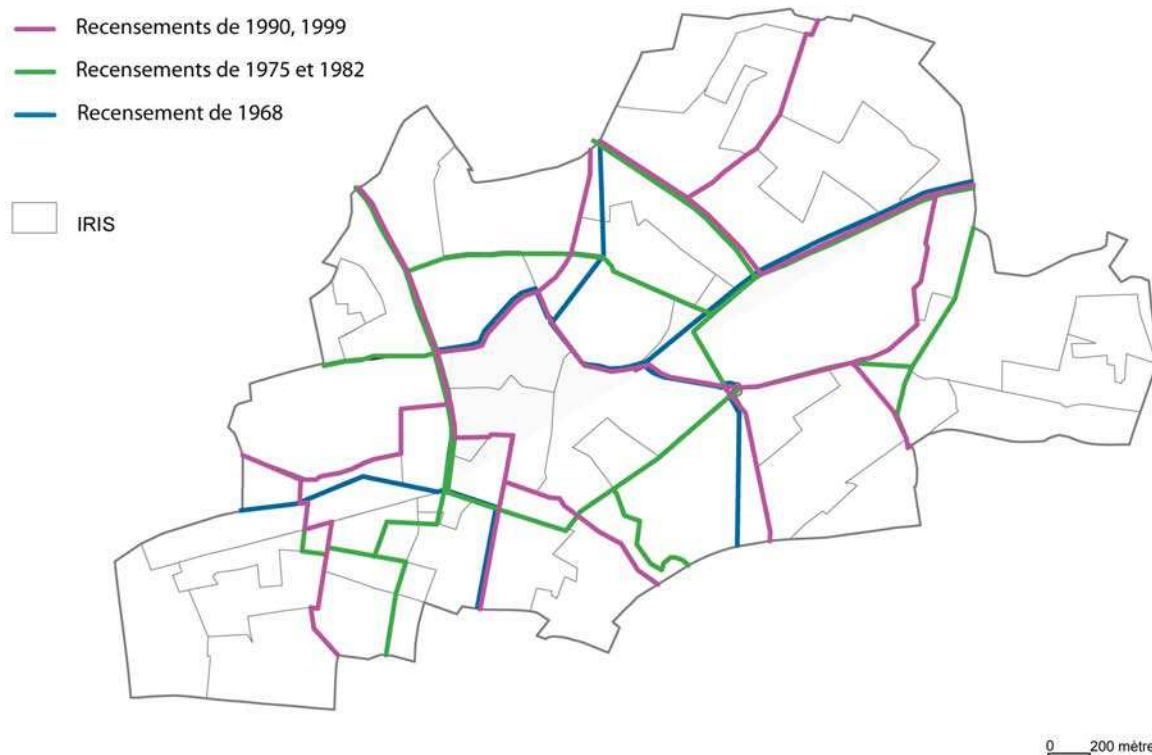 Recensements de 1990, 1999
Recensements de 1975 et 1982
Recensement de 1968
IRIS
0 200 mètre